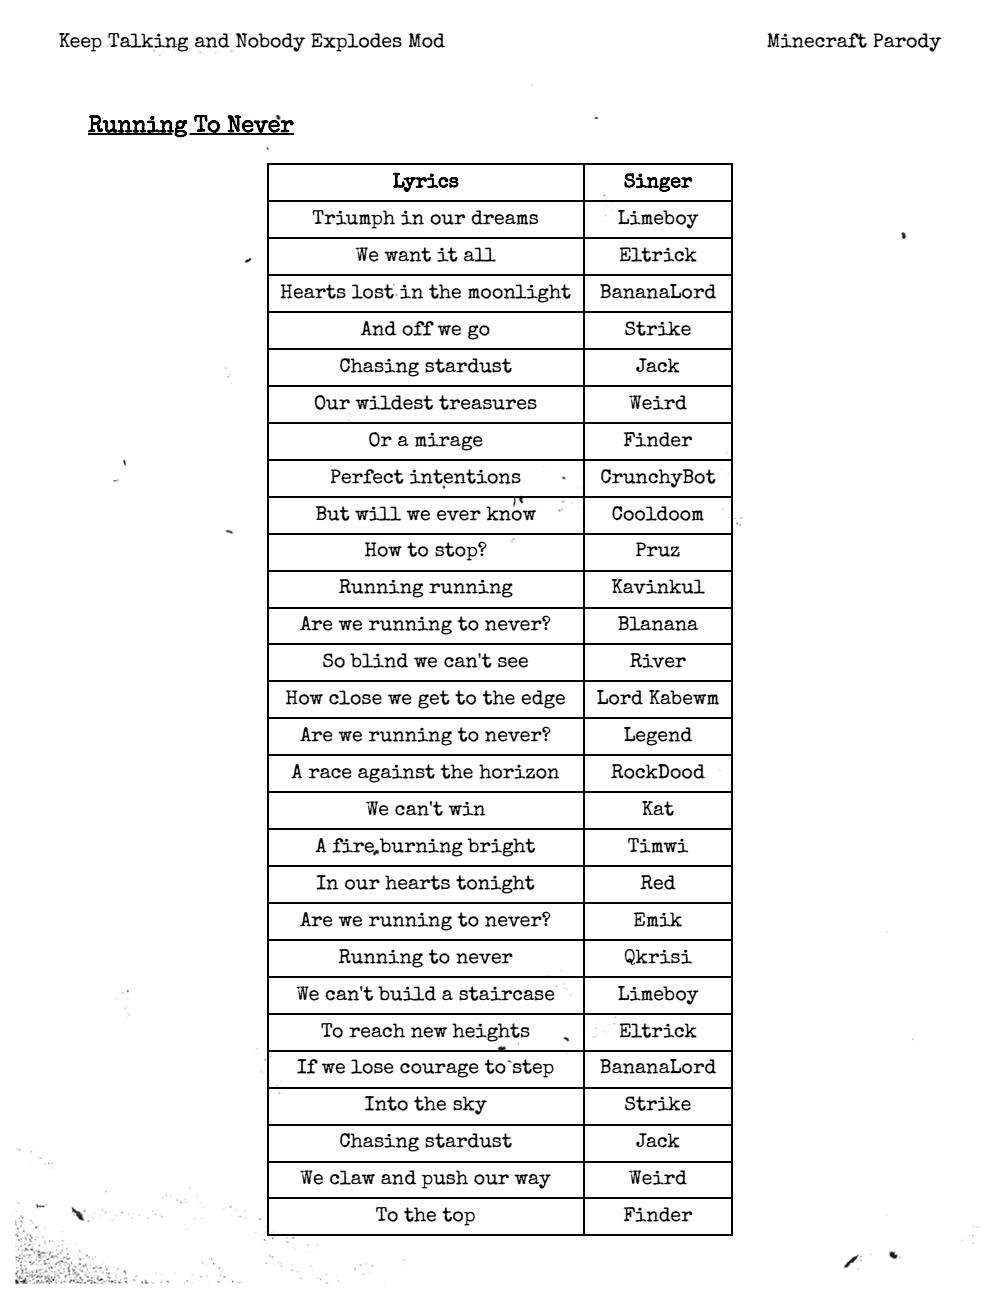 Keep Talking and Nobody Explodes Mod Minecraft Parody
Running To Never
Lyrics Singer
Triumph in our dreams Limeboy
We want it all Eltrick
Hearts lost in the moonlight BananaLord
And off we go Strike
Chasing stardust Jack
Our wildest treasures Weird
Or a mirage Finder
Perfect intentions CrunchyBot
But will we ever know Cooldoom
How to stop? Pruz
Running running Kavinkul
Are we running to never? Blanana
So blind we can't see River
How close we get to the edge Lord Kabewm
Are we running to never? Legend
A race against the horizon RockDood
We can't win Kat
A fire burning bright Timwi
In our hearts tonight Red
Are we running to never? Emik
Running to never Qkrisi
We can't build a staircase Limeboy
To reach new heights Eltrick
If we lose courage to step BananaLord
Into the sky Strike
Chasing stardust Jack
We claw and push our way Weird
To the top Finder